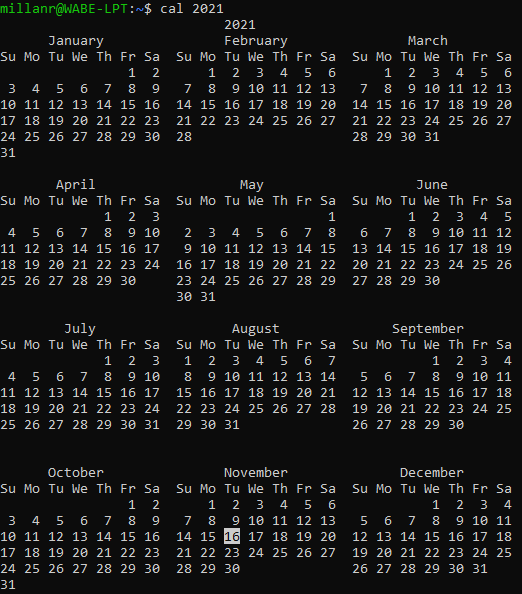 millanr@WABE-LPT:~$ cal 2021
                            2021
      January               February               March
Su Mo Tu We Th Fr Sa  Su Mo Tu We Th Fr Sa  Su Mo Tu We Th Fr Sa
                1  2      1  2  3  4  5  6      1  2  3  4  5  6
 3  4  5  6  7  8  9   7  8  9 10 11 12 13   7  8  9 10 11 12 13
10 11 12 13 14 15 16  14 15 16 17 18 19 20  14 15 16 17 18 19 20
17 18 19 20 21 22 23  21 22 23 24 25 26 27  21 22 23 24 25 26 27
24 25 26 27 28 29 30  28                    28 29 30 31
31

       April                  May                   June
Su Mo Tu We Th Fr Sa  Su Mo Tu We Th Fr Sa  Su Mo Tu We Th Fr Sa
             1  2  3                     1         1  2  3  4  5
 4  5  6  7  8  9 10   2  3  4  5  6  7  8   6  7  8  9 10 11 12
11 12 13 14 15 16 17   9 10 11 12 13 14 15  13 14 15 16 17 18 19
18 19 20 21 22 23 24  16 17 18 19 20 21 22  20 21 22 23 24 25 26
25 26 27 28 29 30     23 24 25 26 27 28 29  27 28 29 30
                      30 31

        July                 August              September
Su Mo Tu We Th Fr Sa  Su Mo Tu We Th Fr Sa  Su Mo Tu We Th Fr Sa
             1  2  3   1  2  3  4  5  6  7            1  2  3  4
 4  5  6  7  8  9 10   8  9 10 11 12 13 14   5  6  7  8  9 10 11
11 12 13 14 15 16 17  15 16 17 18 19 20 21  12 13 14 15 16 17 18
18 19 20 21 22 23 24  22 23 24 25 26 27 28  19 20 21 22 23 24 25
25 26 27 28 29 30 31  29 30 31              26 27 28 29 30

      October               November              December
Su Mo Tu We Th Fr Sa  Su Mo Tu We Th Fr Sa  Su Mo Tu We Th Fr Sa
                1  2      1  2  3  4  5  6            1  2  3  4
 3  4  5  6  7  8  9   7  8  9 10 11 12 13   5  6  7  8  9 10 11
10 11 12 13 14 15 16  14 15 16 17 18 19 20  12 13 14 15 16 17 18
17 18 19 20 21 22 23  21 22 23 24 25 26 27  19 20 21 22 23 24 25
24 25 26 27 28 29 30  28 29 30              26 27 28 29 30 31
31